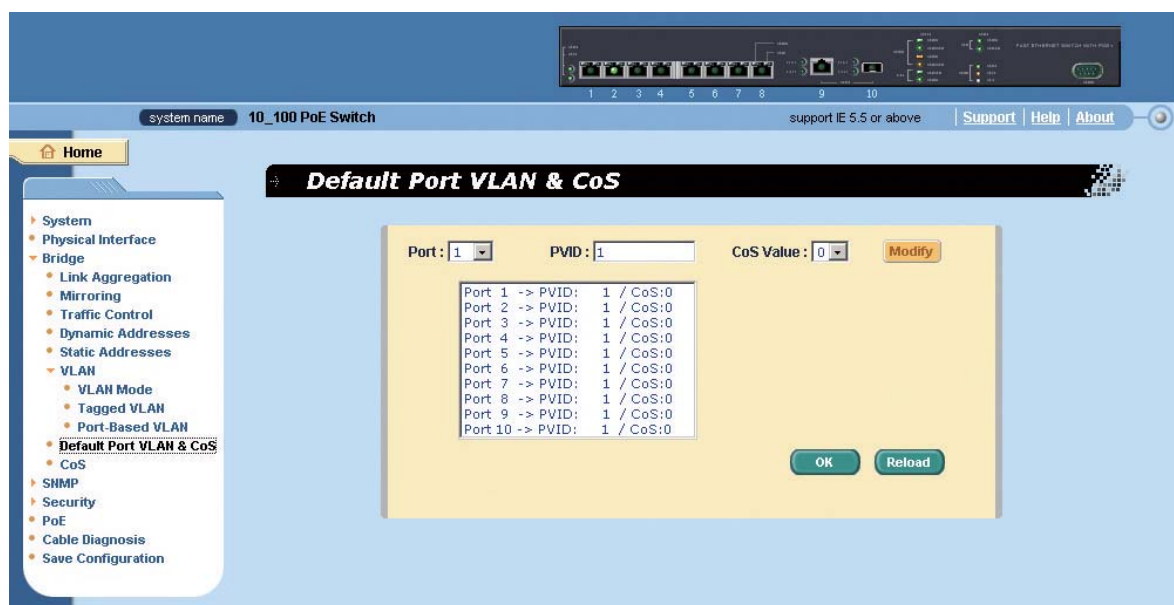 FAST ETHERNET SWITCH WITH POE+
1 2 3 4 5 6 7 8 9 10
system name 10_100 PoE Switch support IE 5.5 or above Support Help About
Home
Default Port VLAN & CoS
System
Physical Interface
Bridge
Link Aggregation
Mirroring
Traffic Control
Dynamic Addresses
Static Addresses
VLAN
VLAN Mode
Tagged VLAN
Port-Based VLAN
Default Port VLAN & CoS
CoS
SNMP
Security
PoE
Cable Diagnosis
Save Configuration
Port : 1 PVID : 1 CoS Value : 0 Modify
Port 1 -> PVID: 1 / CoS:0
Port 2 -> PVID: 1 / CoS:0
Port 3 -> PVID: 1 / CoS:0
Port 4 -> PVID: 1 / CoS:0
Port 5 -> PVID: 1 / CoS:0
Port 6 -> PVID: 1 / CoS:0
Port 7 -> PVID: 1 / CoS:0
Port 8 -> PVID: 1 / CoS:0
Port 9 -> PVID: 1 / CoS:0
Port 10 -> PVID: 1 / CoS:0
OK Reload